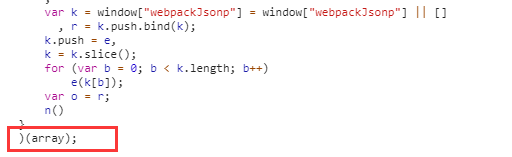 var k = window["webpackJsonp"] = window["webpackJsonp"] || []
, r = k.push.bind(k);
k.push = e,
k = k.slice();
for (var b = 0; b < k.length; b++)
e(k[b]);
var o = r;
n()
}
)(array);